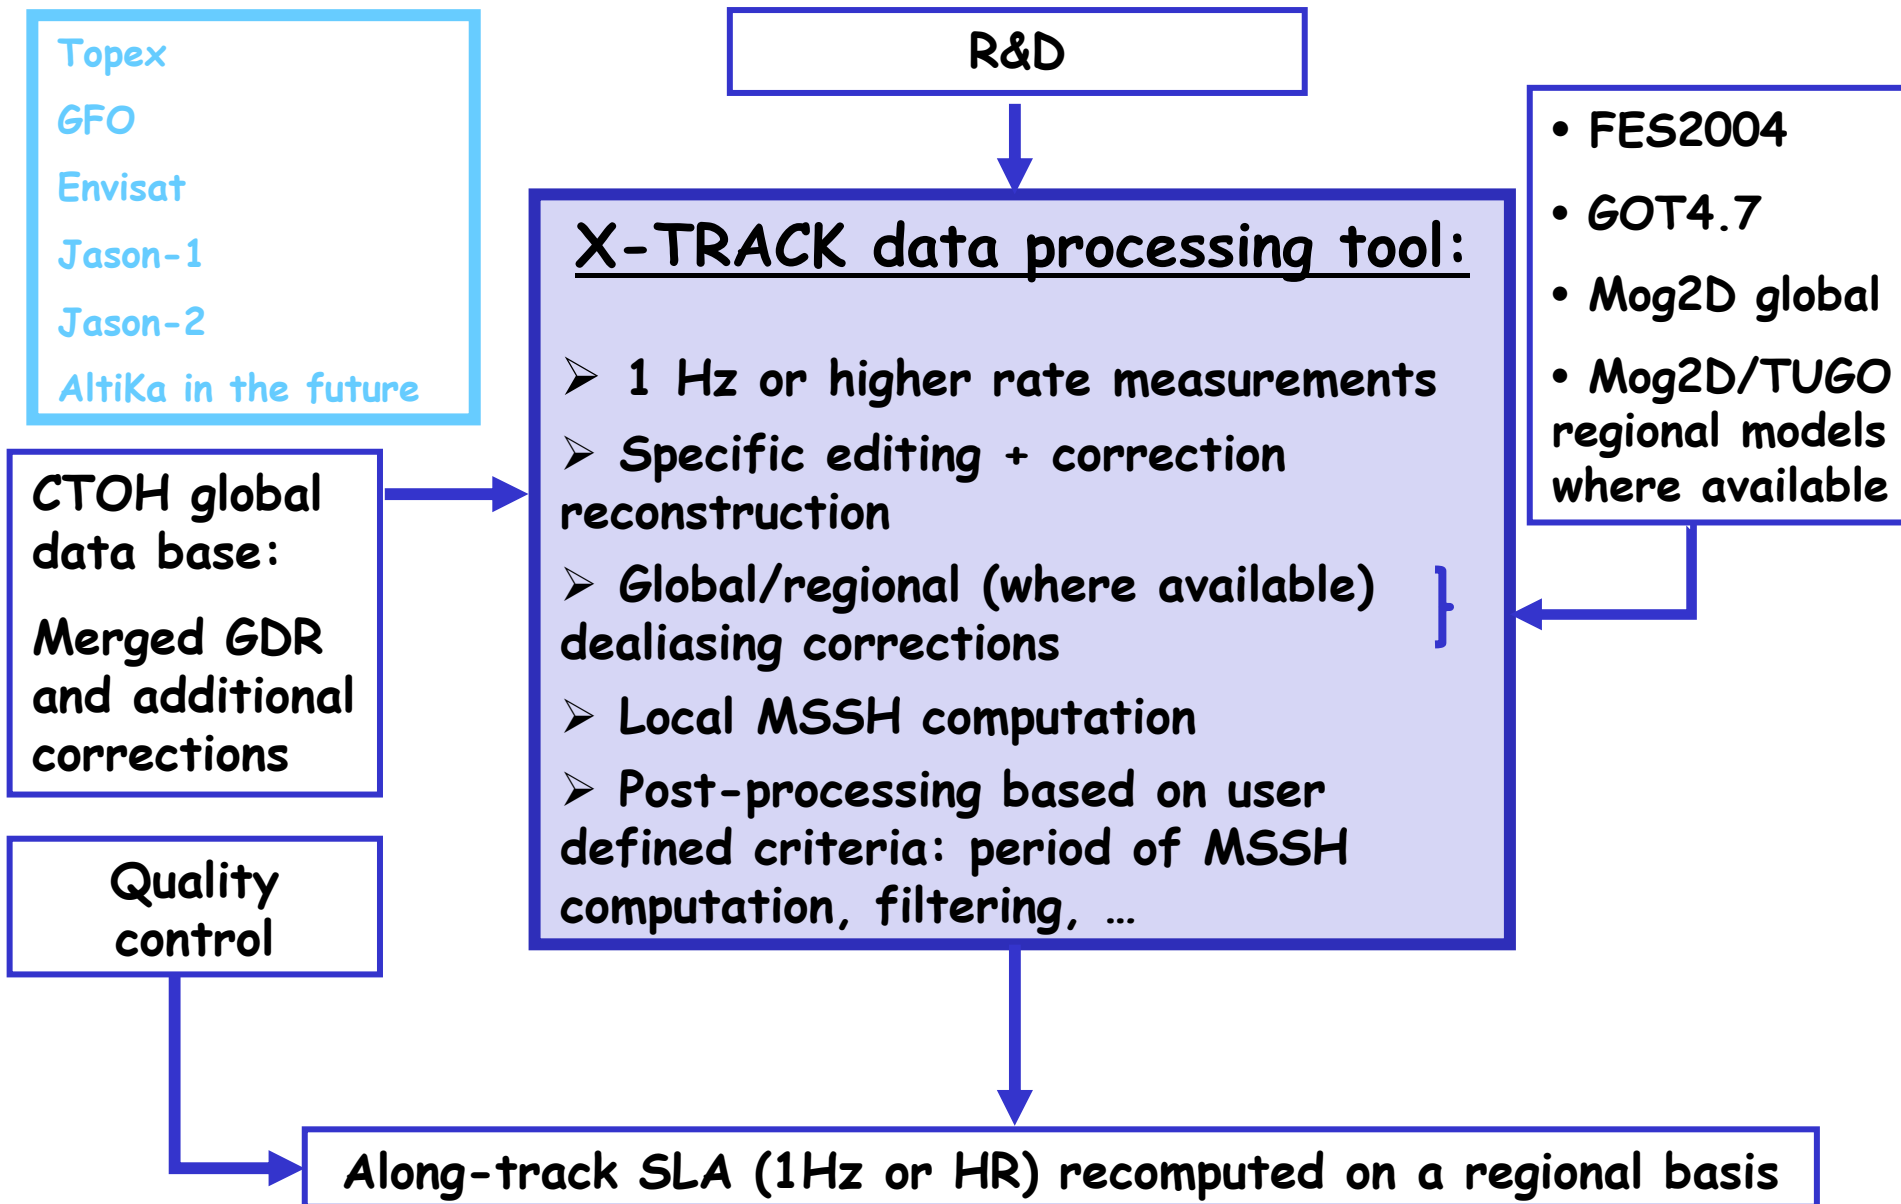 Topex
GFO
Envisat
Jason-1
Jason-2
AltiKa in the future
R&D
• FES2004
• GOT4.7
• Mog2D global
• Mog2D/TUGO
regional models
where available
CTOH global
data base:
Merged GDR
and additional
corrections
X-TRACK data processing tool:
➢ 1 Hz or higher rate measurements
➢ Specific editing + correction
reconstruction
➢ Global/regional (where available)
dealiasing corrections
➢ Local MSSH computation
➢ Post-processing based on user
defined criteria: period of MSSH
computation, filtering, …
Quality
control
Along-track SLA (1Hz or HR) recomputed on a regional basis